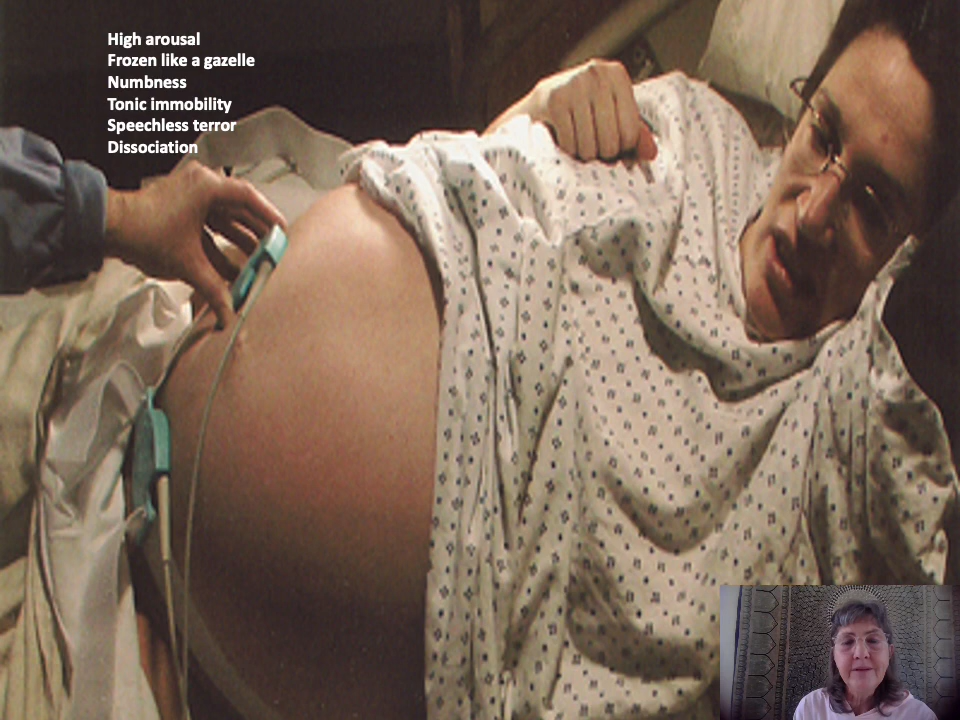 High arousal
Frozen like a gazelle
Numbness
Tonic immobility
Speechless terror
Dissociation